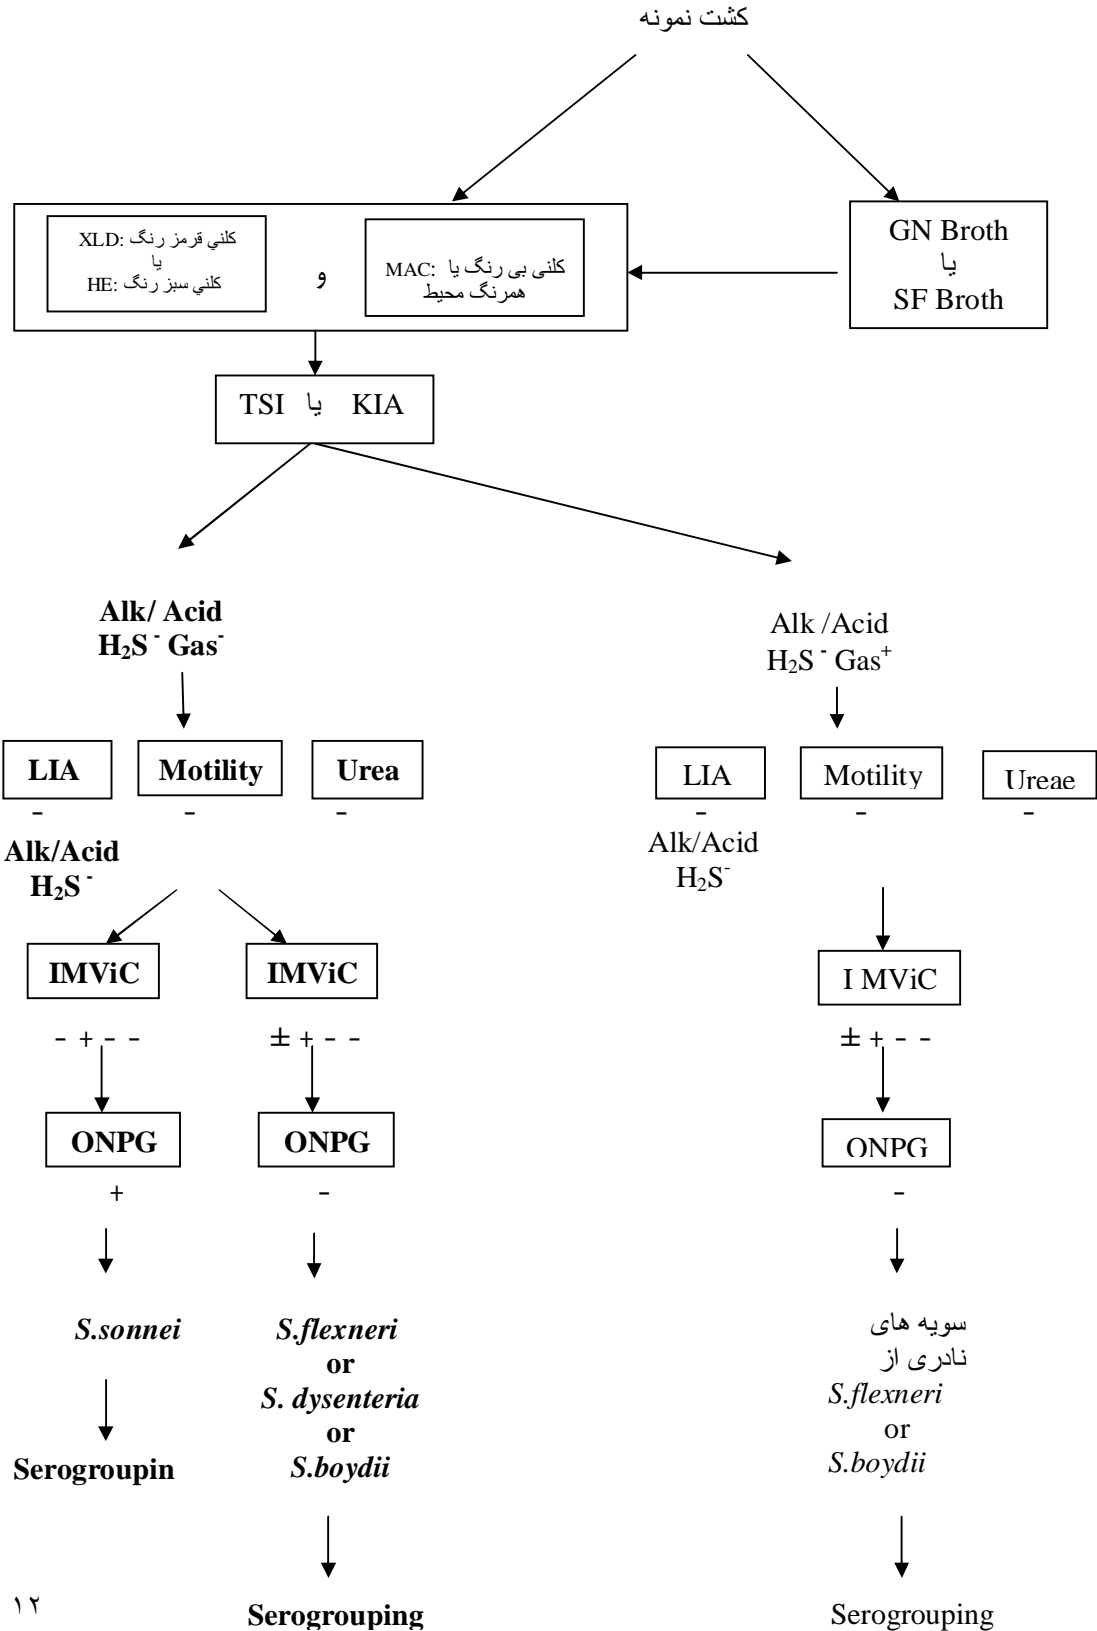 کشت نمونه
XLD: کلني قرمز رنگ
یا
HE: کلني سبز رنگ
و
MAC: کلنی بی رنگ یا
همرنگ محیط
GN Broth
یا
SF Broth
TSI یا KIA
Alk/ Acid
H₂S ⁻ Gas⁻
Alk /Acid
H₂S ⁻ Gas⁺
LIA
Motility
Urea
-
-
-
Alk/Acid
H₂S ⁻
LIA
Motility
Ureae
-
-
-
Alk/Acid
H₂S⁻
IMViC
IMViC
I MViC
- + - -
± + - -
± + - -
ONPG
ONPG
ONPG
+
-
-
S.sonnei
Serogroupin
S.flexneri
or
S. dysenteria
or
S.boydii
Serogrouping
سویه های
نادری از
S.flexneri
or
S.boydii
Serogrouping
۱۲